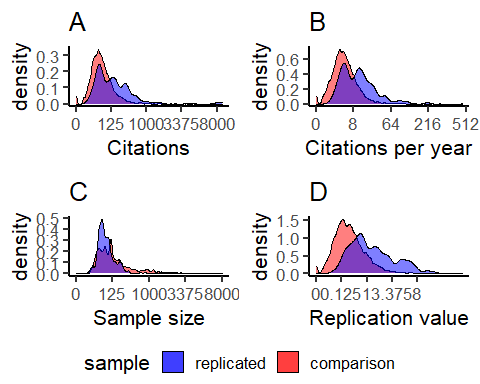 A
density
0.3
0.2
0.1
0.0
0 125 100033758000
Citations
B
density
0.6
0.4
0.2
0.0
0 8 64 216 512
Citations per year
C
density
0.5
0.4
0.3
0.2
0.1
0.0
0 125 100033758000
Sample size
D
density
1.5
1.0
0.5
0.0
00.12513.3758
Replication value
sample replicated comparison